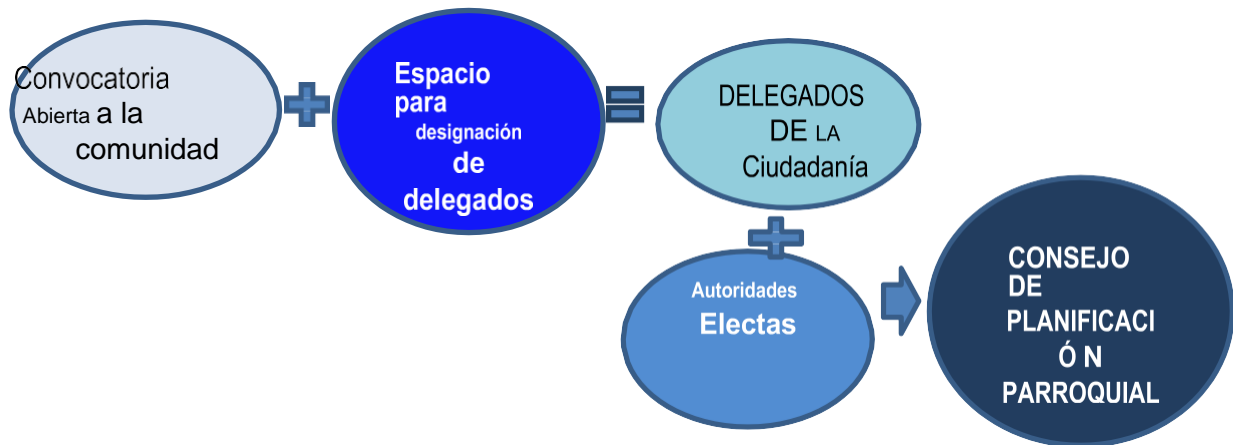 Convocatoria
Abierta a la
comunidad
Espacio
para
designación
de
delegados
DELEGADOS
DE LA
Ciudadanía
Autoridades
Electas
CONSEJO
DE
PLANIFICACI
Ó N
PARROQUIAL